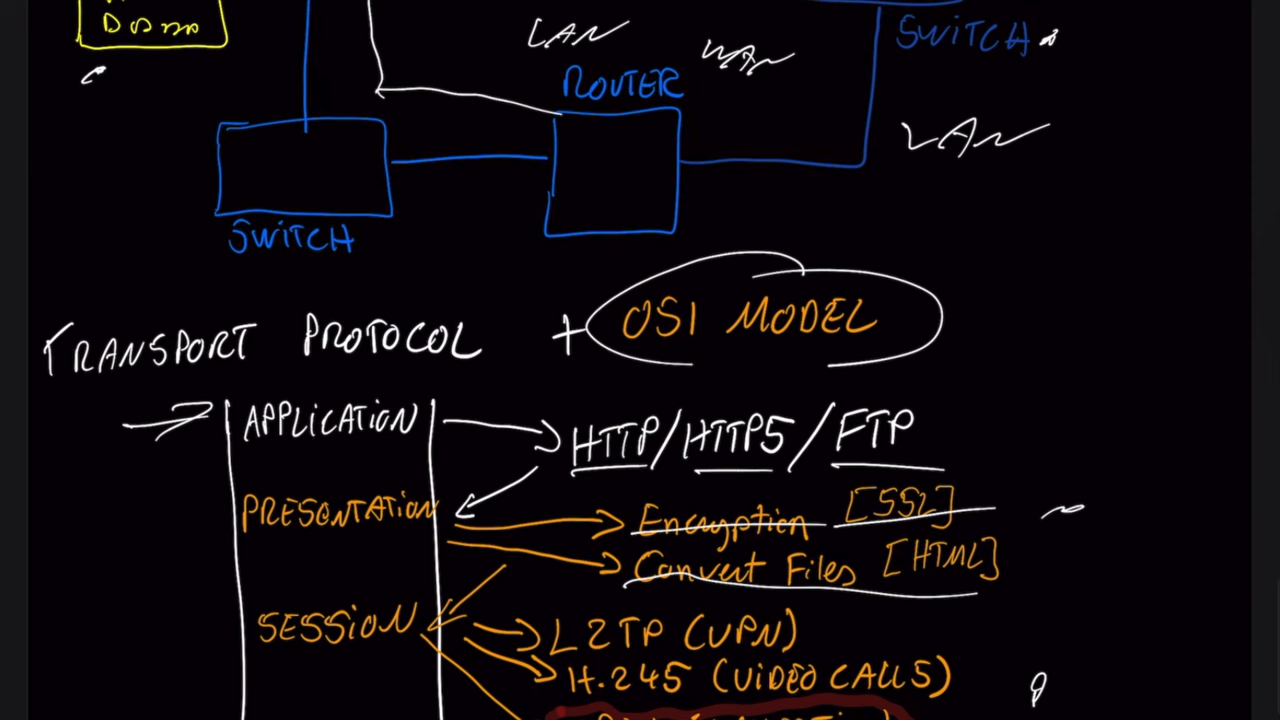 LAN
WAN
SWITCH
ROUTER
LAN
SWITCH
TRANSPORT PROTOCOL + OSI MODEL
APPLICATION HTTP/HTTPS/FTP
PRESENTATION Encryption [SSL]
Convert Files [HTML]
SESSION L2TP (VPN)
H.245 (VIDEO CALLS)